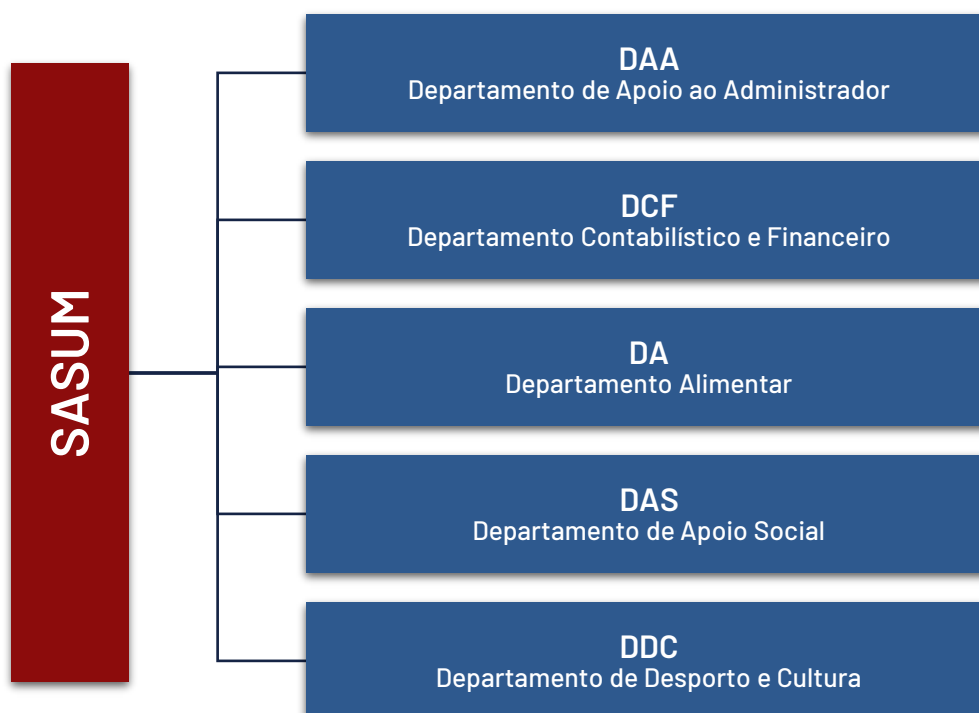 SASUM
DAA
Departamento de Apoio ao Administrador
DCF
Departamento Contabilístico e Financeiro
DA
Departamento Alimentar
DAS
Departamento de Apoio Social
DDC
Departamento de Desporto e Cultura